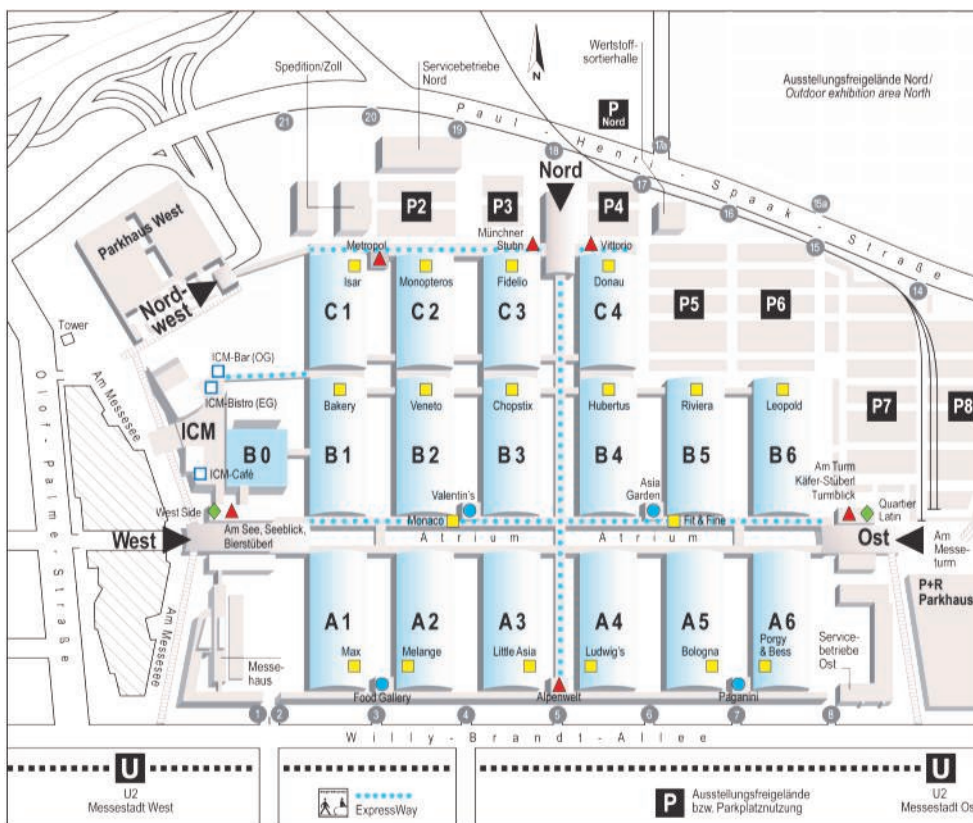 Spedition/Zoll
Servicebetriebe
Nord
N
Wertstoff-
sortierhalle
P
Nord
Ausstellungsfreigelände Nord/
Outdoor exhibition area North
21
20
19
18
17
17a
16
15a
15
14
Paul-Henri-Spaak-Straße
Nord
P2
P3
P4
Münchner
Stubn
Vittorio
Metropol
Parkhaus West
Nord-
west
Isar
Monopteros
Fidelio
Donau
C1
C2
C3
C4
P5
P6
Tower
Am Messesee
Olof-Palme-Straße
ICM-Bar (OG)
ICM-Bistro (EG)
ICM
ICM-Café
B0
Bakery
Veneto
Chopstix
Hubertus
Riviera
Leopold
B1
B2
B3
B4
B5
B6
P7
P8
Valentin's
Asia
Garden
Am Turm
Käfer-Stüberl
Turmblick
Quartier
Latin
West Side
Monaco
Fit & Fine
West
Am See, Seeblick,
Bierstüberl
Atrium
Atrium
Ost
Am
Messe-
turm
P+R
Parkhaus
Am Messesee
Messe-
haus
A1
A2
A3
A4
A5
A6
Max
Melange
Little Asia
Ludwig's
Bologna
Porgy
& Bess
Service-
betriebe
Ost
Food Gallery
Alpenwelt
Paganini
1
2
3
4
5
6
7
8
Willy-Brandt-Allee
U
U2
Messestadt West
ExpressWay
P
Ausstellungsfreigelände
bzw. Parkplatznutzung
U
U2
Messestadt Os